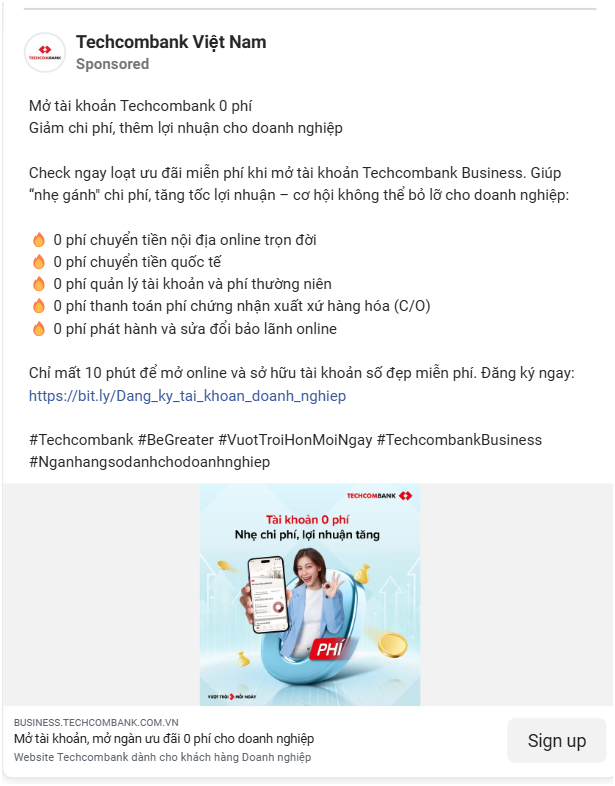 TECHCOMBANK
Techcombank Việt Nam
Sponsored
Mở tài khoản Techcombank 0 phí
Giảm chi phí, thêm lợi nhuận cho doanh nghiệp
Check ngay loạt ưu đãi miễn phí khi mở tài khoản Techcombank Business. Giúp
“nhẹ gánh" chi phí, tăng tốc lợi nhuận – cơ hội không thể bỏ lỡ cho doanh nghiệp:
🔥 0 phí chuyển tiền nội địa online trọn đời
🔥 0 phí chuyển tiền quốc tế
🔥 0 phí quản lý tài khoản và phí thường niên
🔥 0 phí thanh toán phí chứng nhận xuất xứ hàng hóa (C/O)
🔥 0 phí phát hành và sửa đổi bảo lãnh online
Chỉ mất 10 phút để mở online và sở hữu tài khoản số đẹp miễn phí. Đăng ký ngay:
https://bit.ly/Dang_ky_tai_khoan_doanh_nghiep
#Techcombank #BeGreater #VuotTroiHonMoiNgay #TechcombankBusiness
#Nganhangsodanhchodoanhnghiep
TECHCOMBANK
Tài khoản 0 phí
Nhẹ chi phí, lợi nhuận tăng
PHÍ
VƯỢT TRỘI MỖI NGÀY
BUSINESS.TECHCOMBANK.COM.VN
Mở tài khoản, mở ngàn ưu đãi 0 phí cho doanh nghiệp
Website Techcombank dành cho khách hàng Doanh nghiệp
Sign up